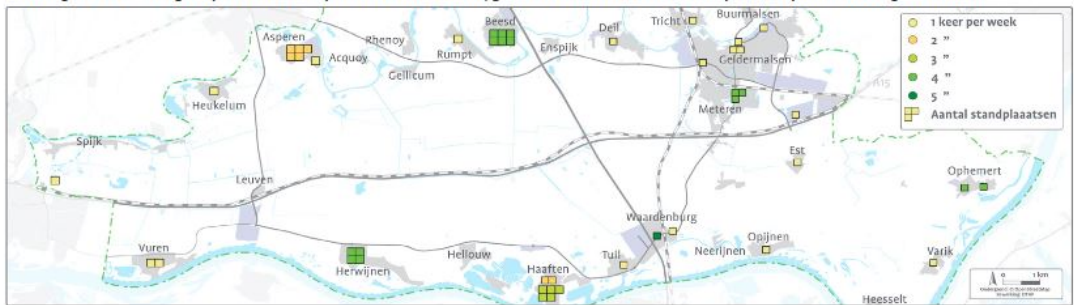 Asperen
Acquoy
Rhenoy
Gellicum
Rumpt
Beesd
Enspijk
Deil
Tricht
Buurmalsen
Geldermalsen
Meteren
A15
Heukelum
Spijk
Leuven
Est
Ophemert
Vuren
Herwijnen
Hellouw
Haaften
Tuil
Waardenburg
Neerijnen
Opijnen
Varik
Heesselt
1 keer per week
2 ”
3 ”
4 ”
5 ”
Aantal standplaatsen
0 1 km